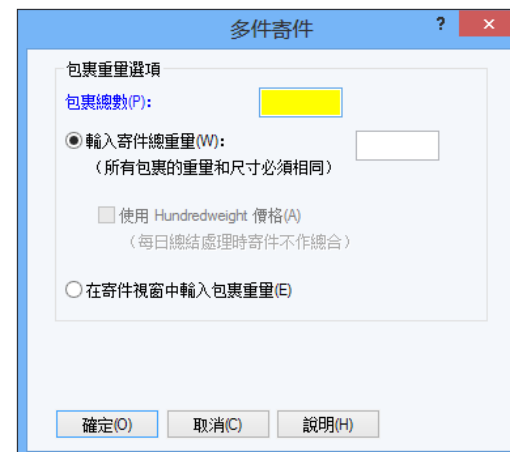 多件寄件
? ×
包裹重量選項
包裹總數(P):
輸入寄件總重量(W):
（所有包裹的重量和尺寸必須相同）
使用 Hundredweight 價格(A)
（每日總結處理時寄件不作總合）
在寄件視窗中輸入包裹重量(E)
確定(O) 取消(C) 說明(H)